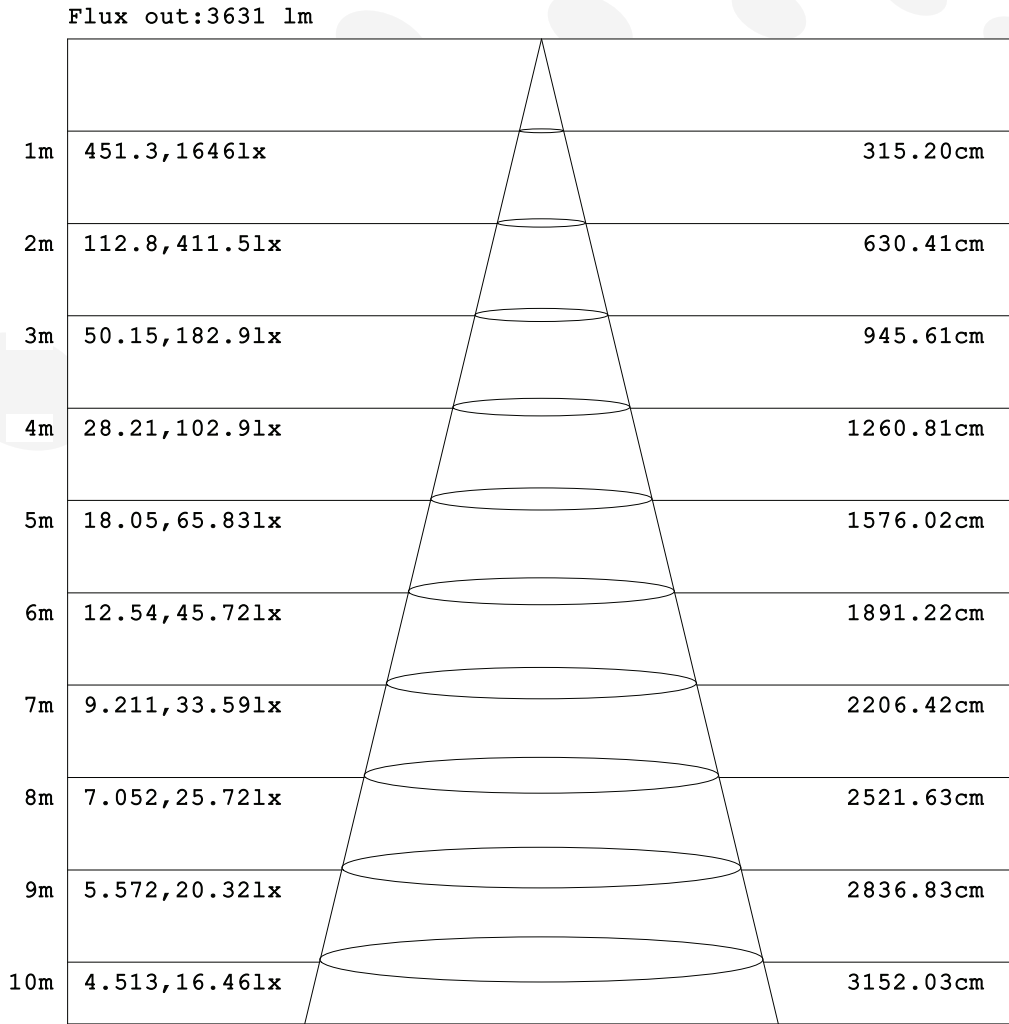 Flux out:3631 lm
1m 451.3,1646lx 315.20cm
2m 112.8,411.5lx 630.41cm
3m 50.15,182.9lx 945.61cm
4m 28.21,102.9lx 1260.81cm
5m 18.05,65.83lx 1576.02cm
6m 12.54,45.72lx 1891.22cm
7m 9.211,33.59lx 2206.42cm
8m 7.052,25.72lx 2521.63cm
9m 5.572,20.32lx 2836.83cm
10m 4.513,16.46lx 3152.03cm